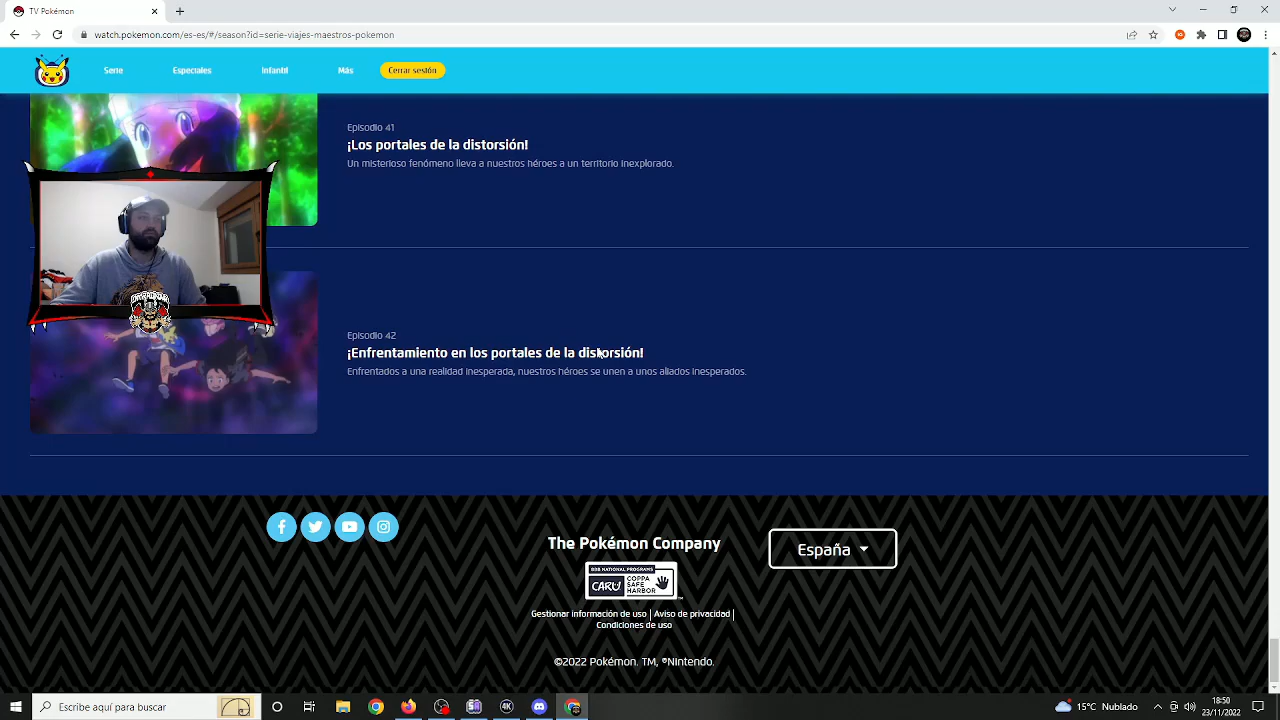 TV Pokémon
watch.pokemon.com/es-es/#/season?id=serie-viajes-maestros-pokemon
Serie
Especiales
Infantil
Más
Cerrar sesión
Episodio 41
¡Los portales de la distorsión!
Un misterioso fenómeno lleva a nuestros héroes a un territorio inexplorado.
Episodio 42
¡Enfrentamiento en los portales de la distorsión!
Enfrentados a una realidad inesperada, nuestros héroes se unen a unos aliados inesperados.
The Pokémon Company
España
BBB NATIONAL PROGRAMS
CARU
COPPA
SAFE
HARBOR
Gestionar información de uso | Aviso de privacidad |
Condiciones de uso
©2022 Pokémon. TM, ®Nintendo.
Escribe aquí para buscar
4K
15°C Nublado
18:50
23/11/2022